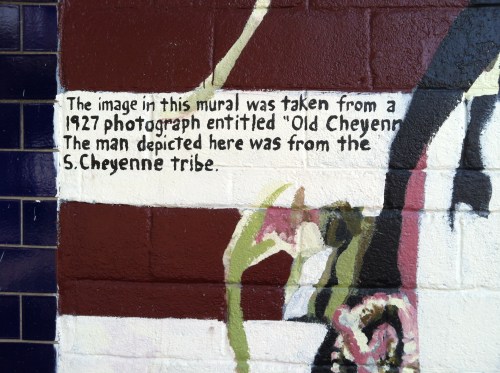 The image in this mural was taken from a
1927 photograph entitled "Old Cheyenn
The man depicted here was from the
S. Cheyenne tribe.